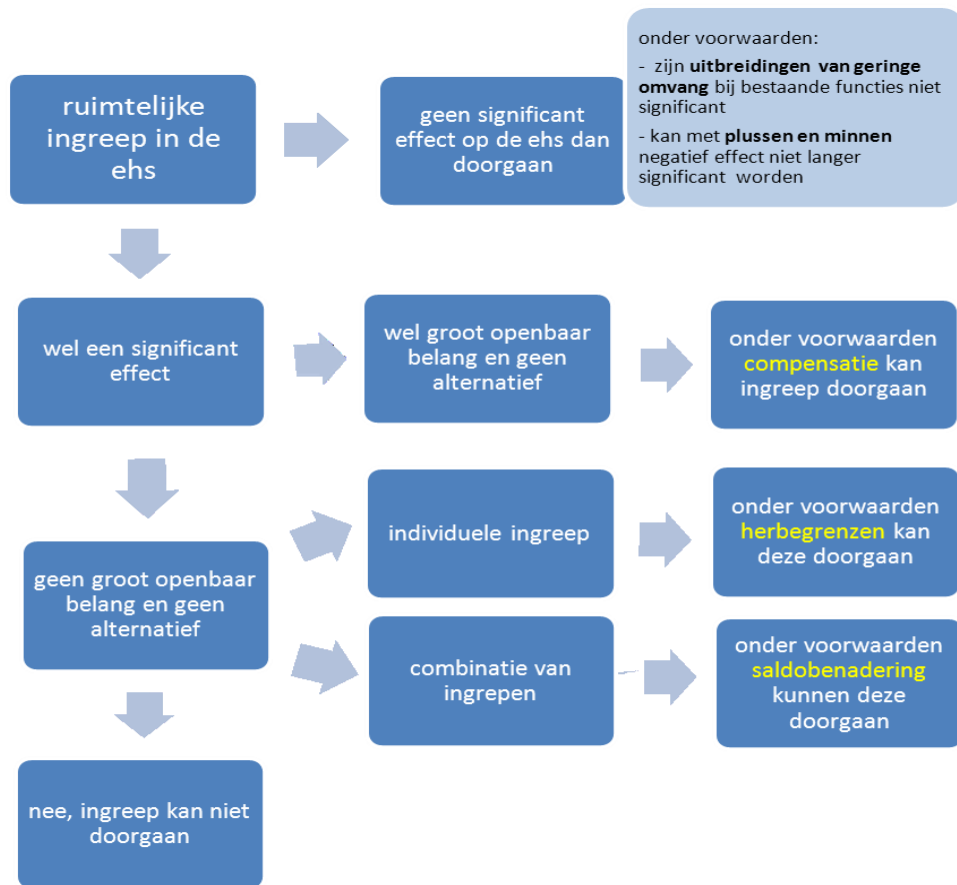 ruimtelijke
ingreep in de
ehs
geen significant
effect op de ehs dan
doorgaan
onder voorwaarden:
- zijn uitbreidingen van geringe
omvang bij bestaande functies niet
significant
- kan met plussen en minnen
negatief effect niet langer
significant worden
wel een significant
effect
wel groot openbaar
belang en geen
alternatief
onder voorwaarden
compensatie kan
ingreep doorgaan
geen groot openbaar
belang en geen
alternatief
individuele ingreep
onder voorwaarden
herbegrenzen kan
deze doorgaan
combinatie van
ingrepen
onder voorwaarden
saldobenadering
kunnen deze
doorgaan
nee, ingreep kan niet
doorgaan